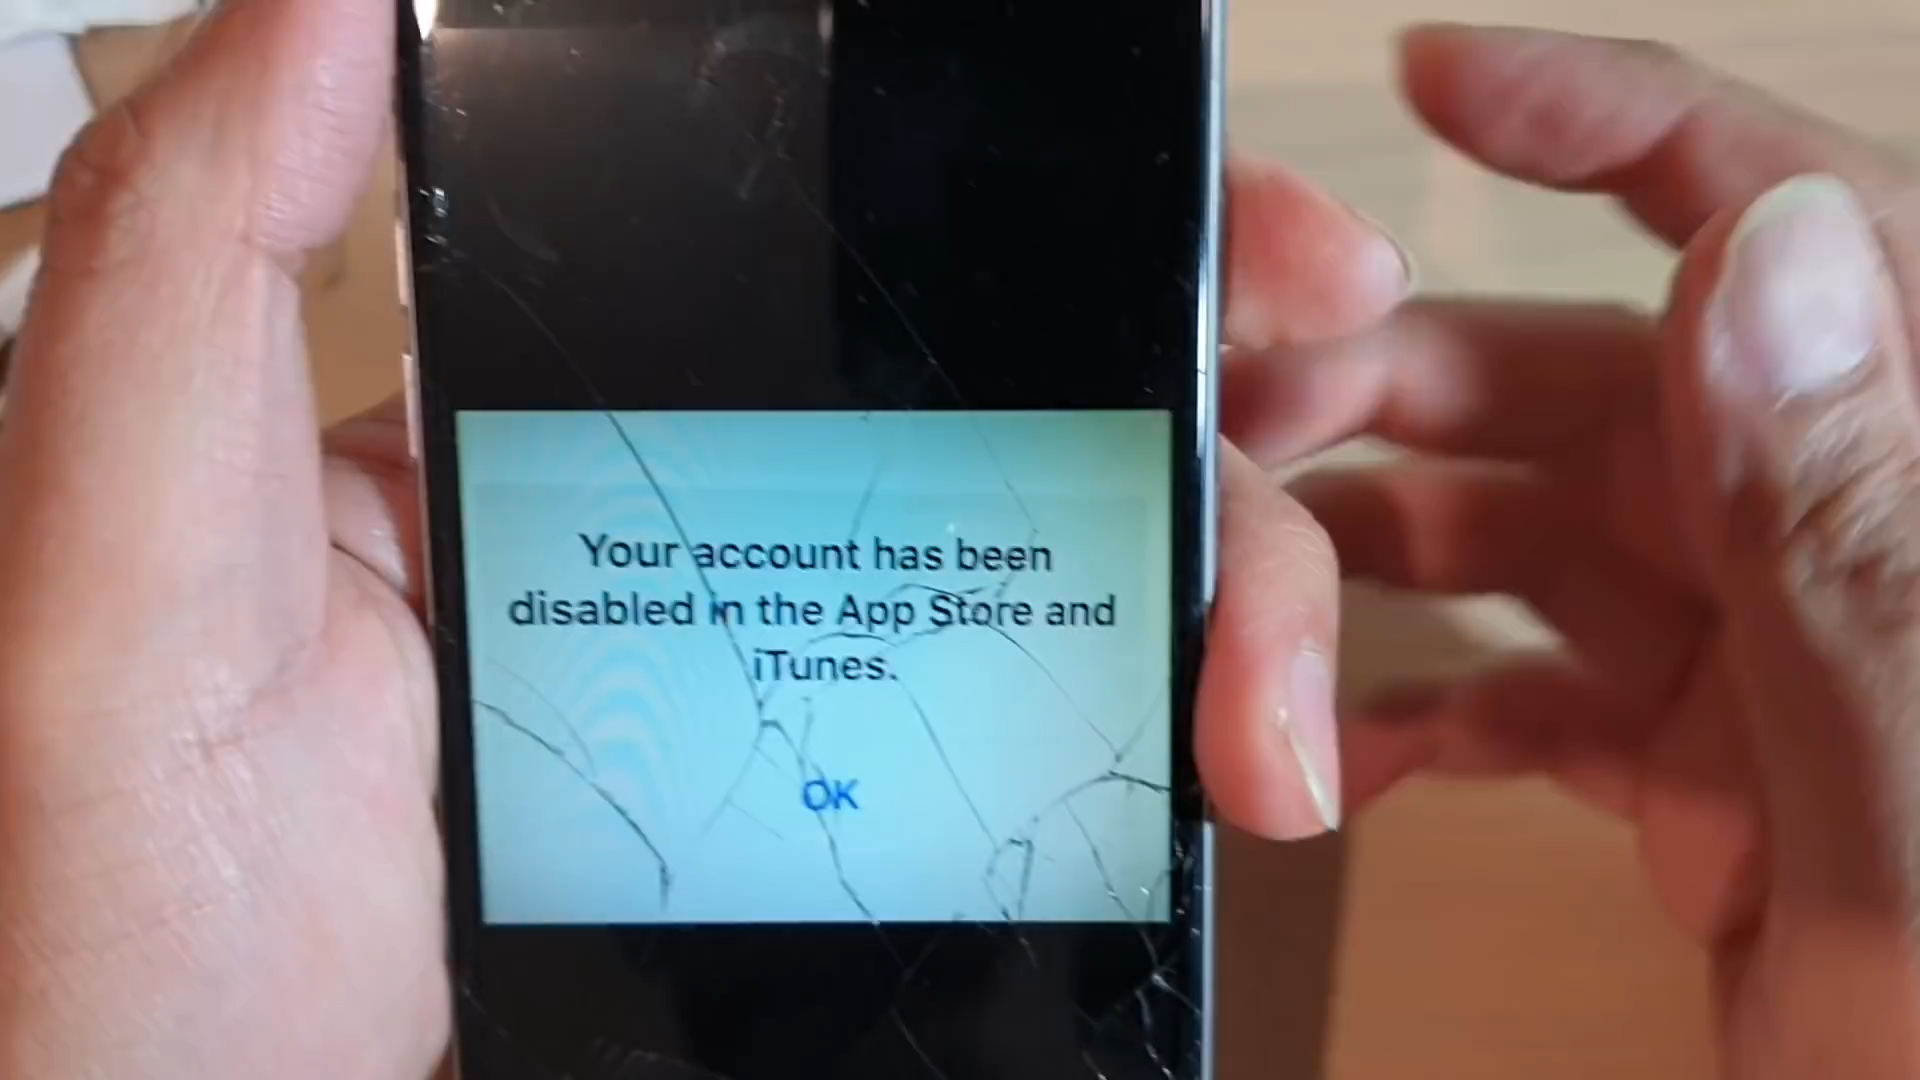 Your account has been
disabled in the App Store and
iTunes.
OK